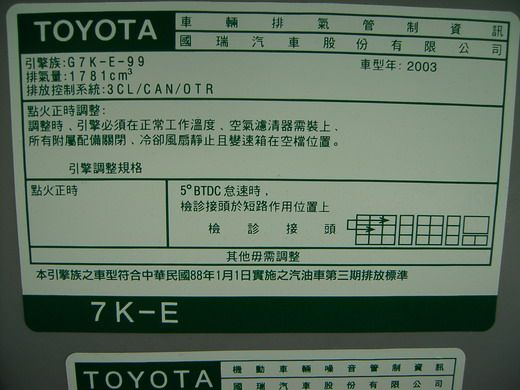 TOYOTA
車輛排氣管制資訊
國瑞汽車股份有限公司
引擎族:G7K-E-99 車型年:2003
排氣量:1781cm³
排放控制系統:3CL/CAN/OTR
點火正時調整:
調整時、引擎必須在正常工作溫度、空氣濾清器需裝上、
所有附屬配備關閉、冷卻風扇靜止且變速箱在空檔位置。
引擎調整規格
點火正時 5°BTDC 怠速時,
檢診接頭於短路作用位置上
檢診接頭
其他毋需調整
本引擎族之車型符合中華民國88年1月1日實施之汽油車第三期排放標準
7K-E
TOYOTA
機動車輛噪音管制資訊
國瑞汽車股份有限公司